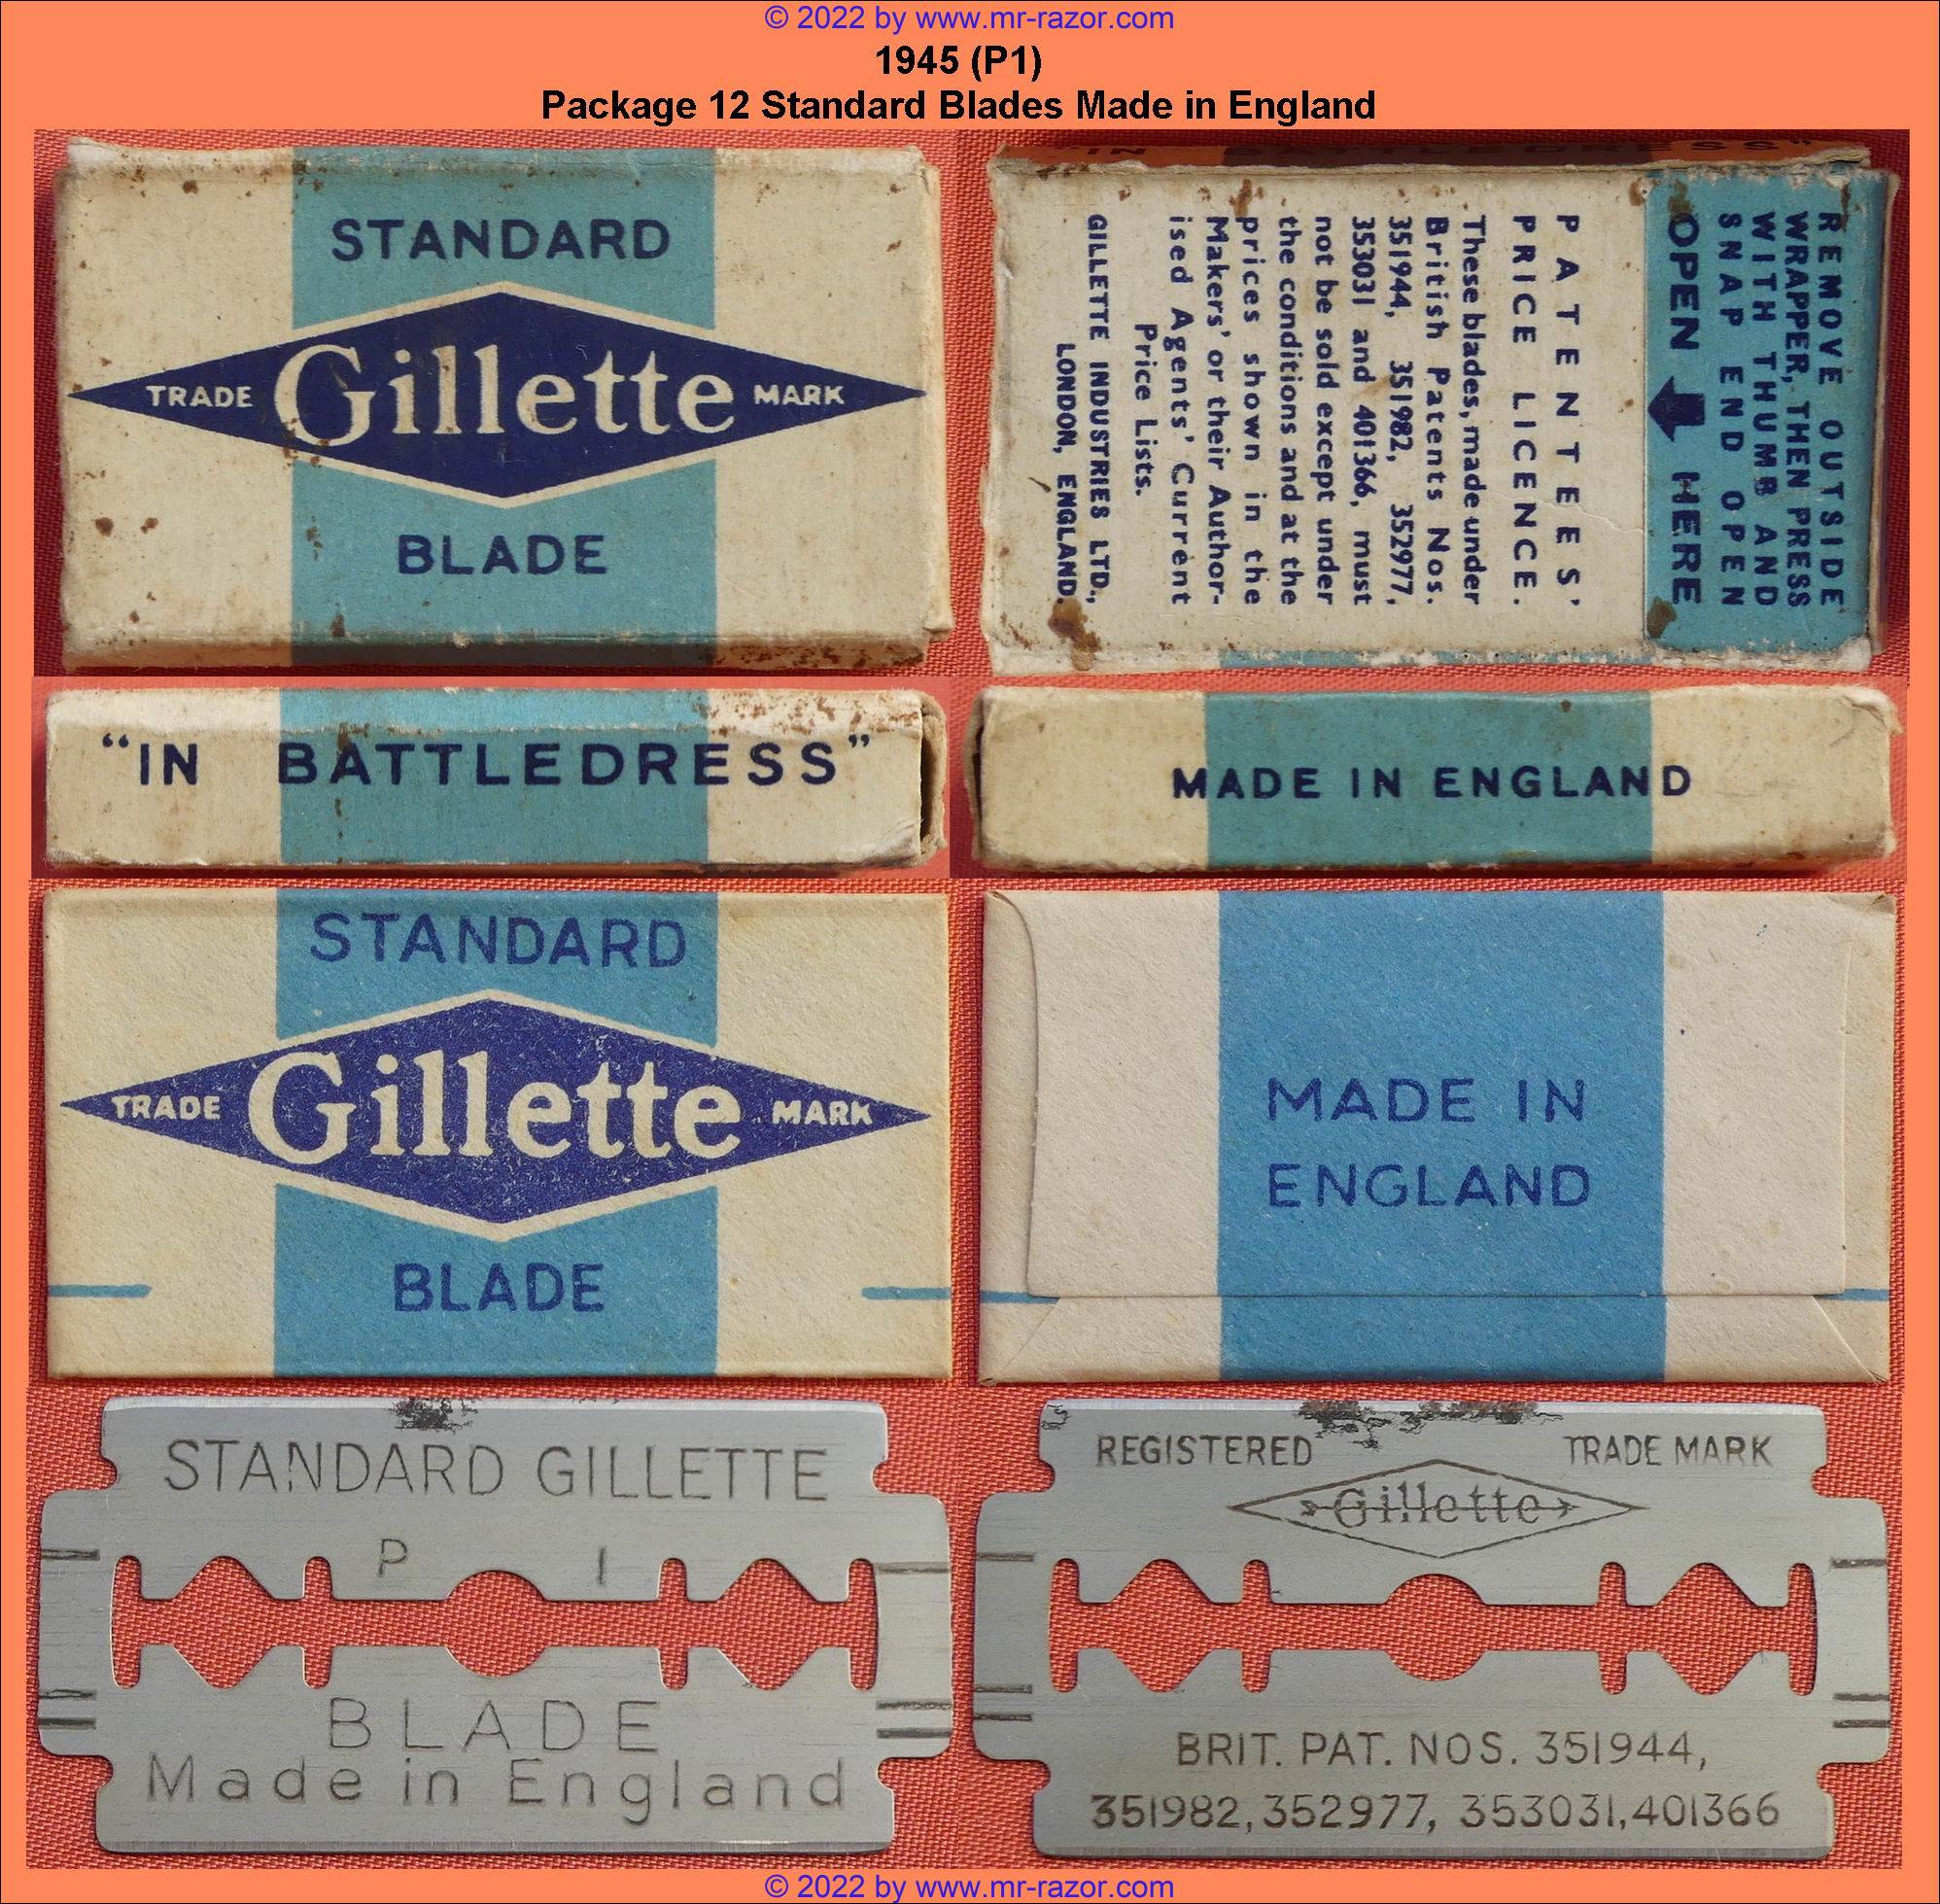 © 2022 by www.mr-razor.com
1945 (P1)
Package 12 Standard Blades Made in England
STANDARD
TRADE Gillette MARK
BLADE
"IN BATTLEDRESS"
REMOVE OUTSIDE
WRAPPER, THEN PRESS
WITH THUMB AND
SNAP END OPEN
OPEN HERE
PATENTEES'
PRICE LICENCE.
These blades, made under
British Patents Nos.
351944, 351982, 352977,
353031 and 401366, must
not be sold except under
the conditions and at the
prices shown in the
Makers' or their Author-
ised Agents' Current
Price Lists.
GILLETTE INDUSTRIES LTD.,
LONDON, ENGLAND.
"IN BATTLEDRESS"
MADE IN ENGLAND
STANDARD
TRADE Gillette MARK
BLADE
MADE IN
ENGLAND
STANDARD GILLETTE
P I
BLADE
Made in England
REGISTERED TRADE MARK
Gillette
BRIT. PAT. NOS. 351944,
351982, 352977, 353031, 401366
© 2022 by www.mr-razor.com